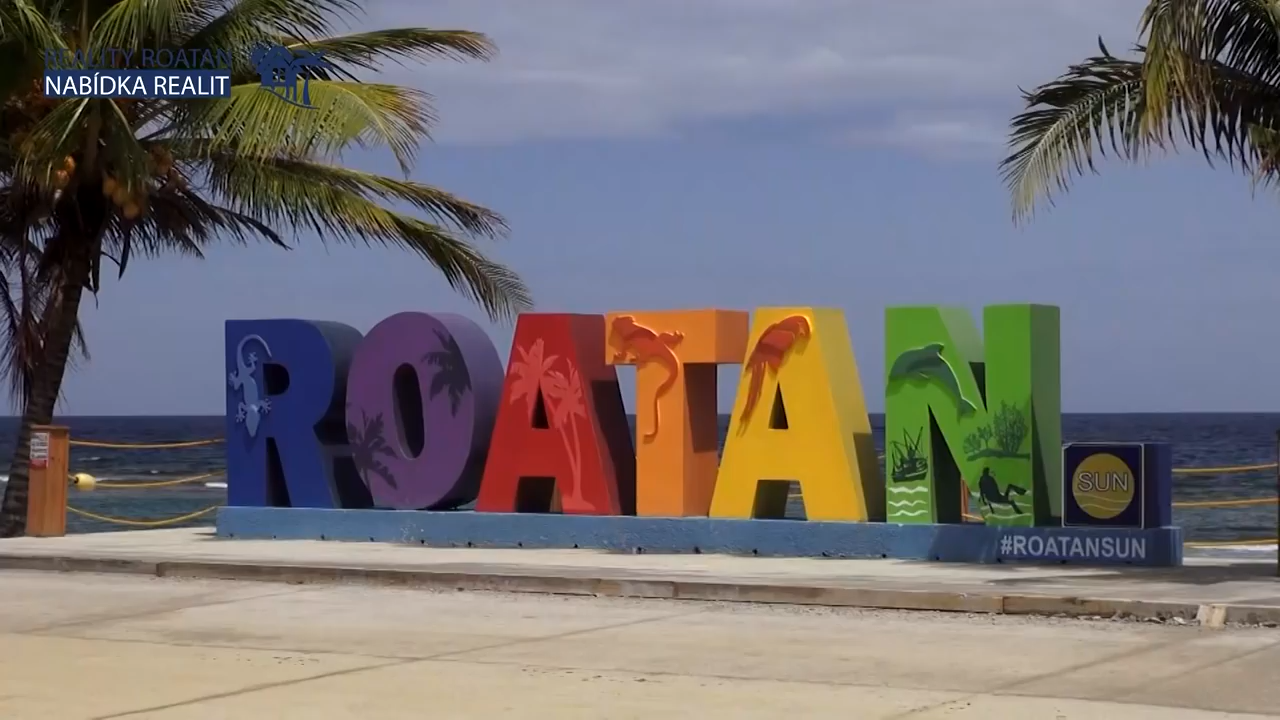 REALITY ROATAN
NABÍDKA REALIT
ROATAN
SUN
#ROATANSUN